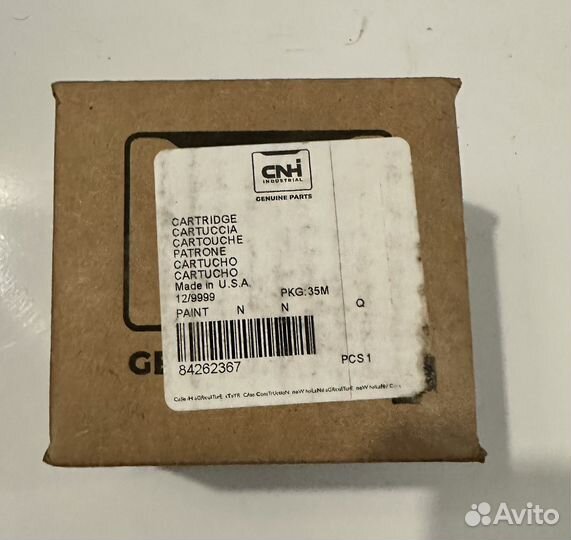 CNH
INDUSTRIAL
GENUINE PARTS
CARTRIDGE
CARTUCCIA
CARTOUCHE
PATRONE
CARTUCHO
CARTUCHO
Made in U.S.A.
12/9999 PKG:35M
PAINT N N Q
84262367 PCS 1
GE
Avito